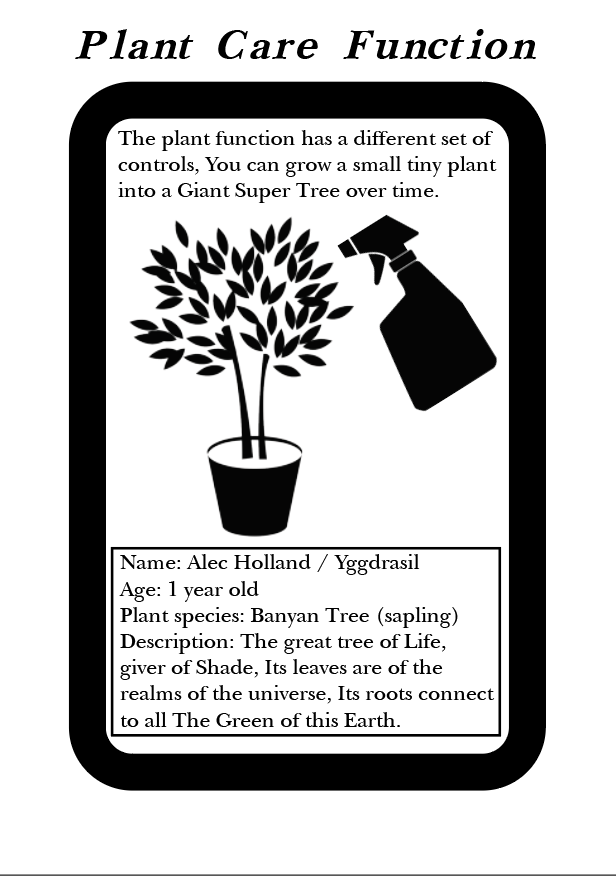 Plant Care Function
The plant function has a different set of
controls, You can grow a small tiny plant
into a Giant Super Tree over time.
Name: Alec Holland / Yggdrasil
Age: 1 year old
Plant species: Banyan Tree (sapling)
Description: The great tree of Life,
giver of Shade, Its leaves are of the
realms of the universe, Its roots connect
to all The Green of this Earth.